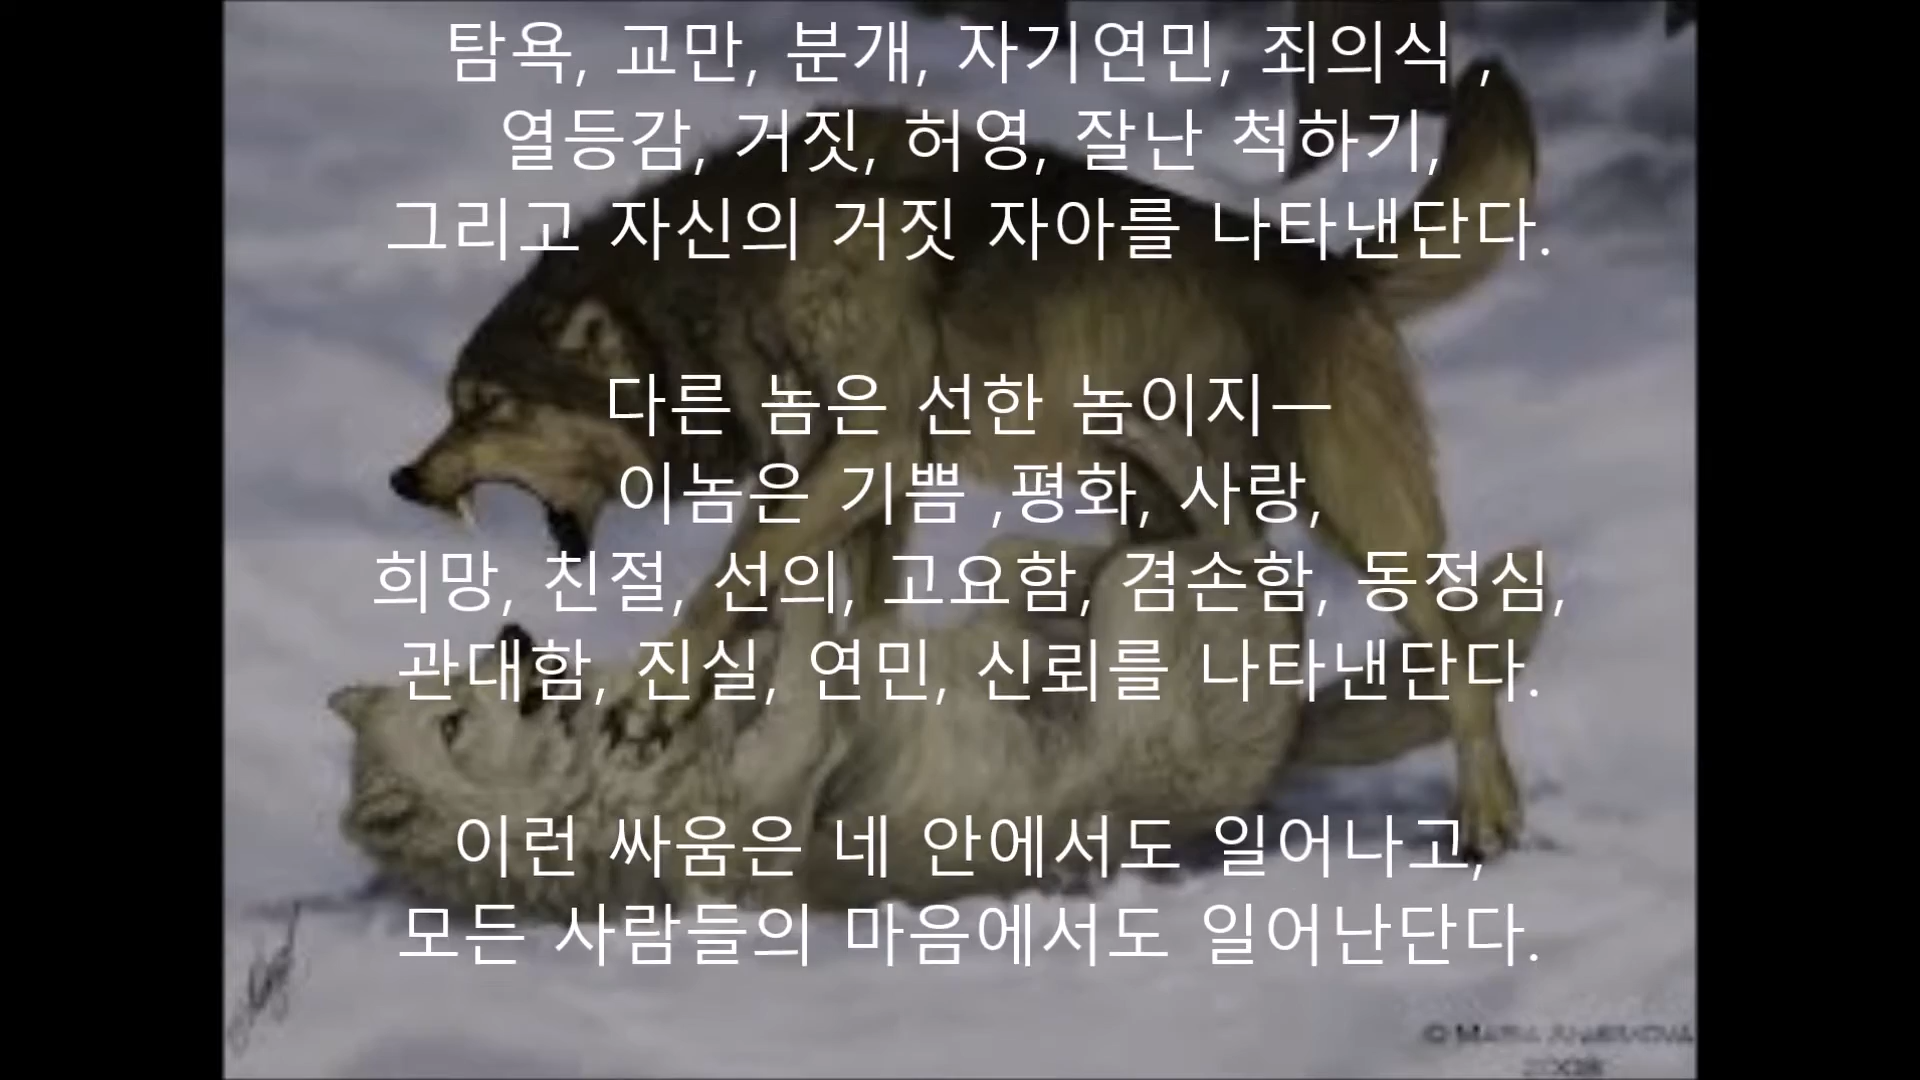 탐욕, 교만, 분개, 자기연민, 죄의식 ,
열등감, 거짓, 허영, 잘난 척하기,
그리고 자신의 거짓 자아를 나타낸단다.
다른 놈은 선한 놈이지ㅡ
이놈은 기쁨 ,평화, 사랑,
희망, 친절, 선의, 고요함, 겸손함, 동정심,
관대함, 진실, 연민, 신뢰를 나타낸단다.
이런 싸움은 네 안에서도 일어나고,
모든 사람들의 마음에서도 일어난단다.